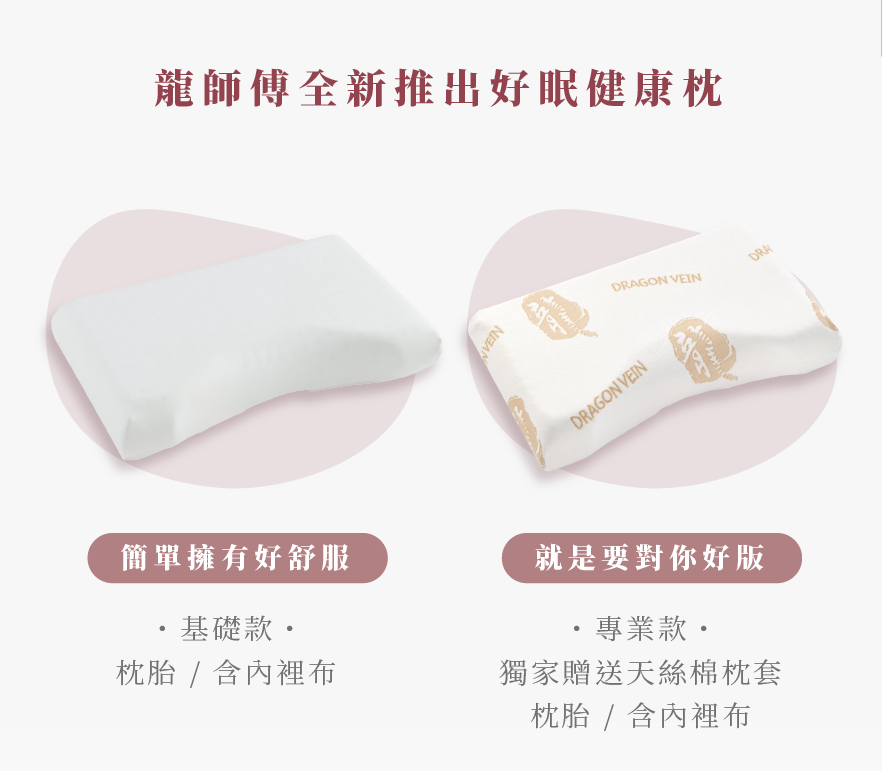 龍師傅全新推出好眠健康枕
DRAGON VEIN
DRA
VEIN
DRAGON VEIN
簡單擁有好舒服
就是要對你好版
・基礎款・
・專業款・
枕胎 / 含內裡布
獨家贈送天絲棉枕套
枕胎 / 含內裡布